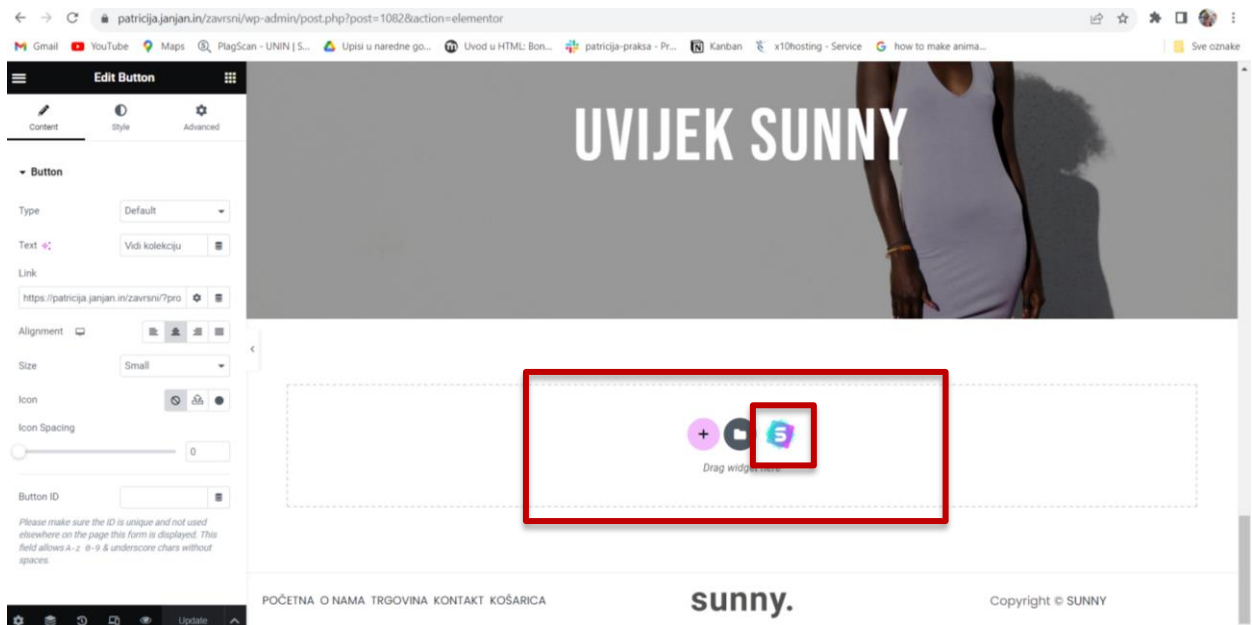 patricija.janjan.in/zavrsni/wp-admin/post.php?post=1082&action=elementor
Gmail YouTube Maps PlagScan - UNIN | S... Upisi u naredne go... Uvod u HTML: Bon... patricija-praksa - Pr... Kanban x10hosting - Service how to make anima... Sve oznake
Edit Button
Content Style Advanced
UVIJEK SUNNY
Button
Type Default
Text Vidi kolekciju
Link
https://patricija.janjan.in/zavrsni/?pro
Alignment
Size Small
Icon
Icon Spacing
0
Button ID
Please make sure the ID is unique and not used
elsewhere on the page this form is displayed. This
field allows A-z 0-9 & underscore chars without
spaces.
Drag widget here
POČETNA O NAMA TRGOVINA KONTAKT KOŠARICA
sunny.
Copyright © SUNNY
Update